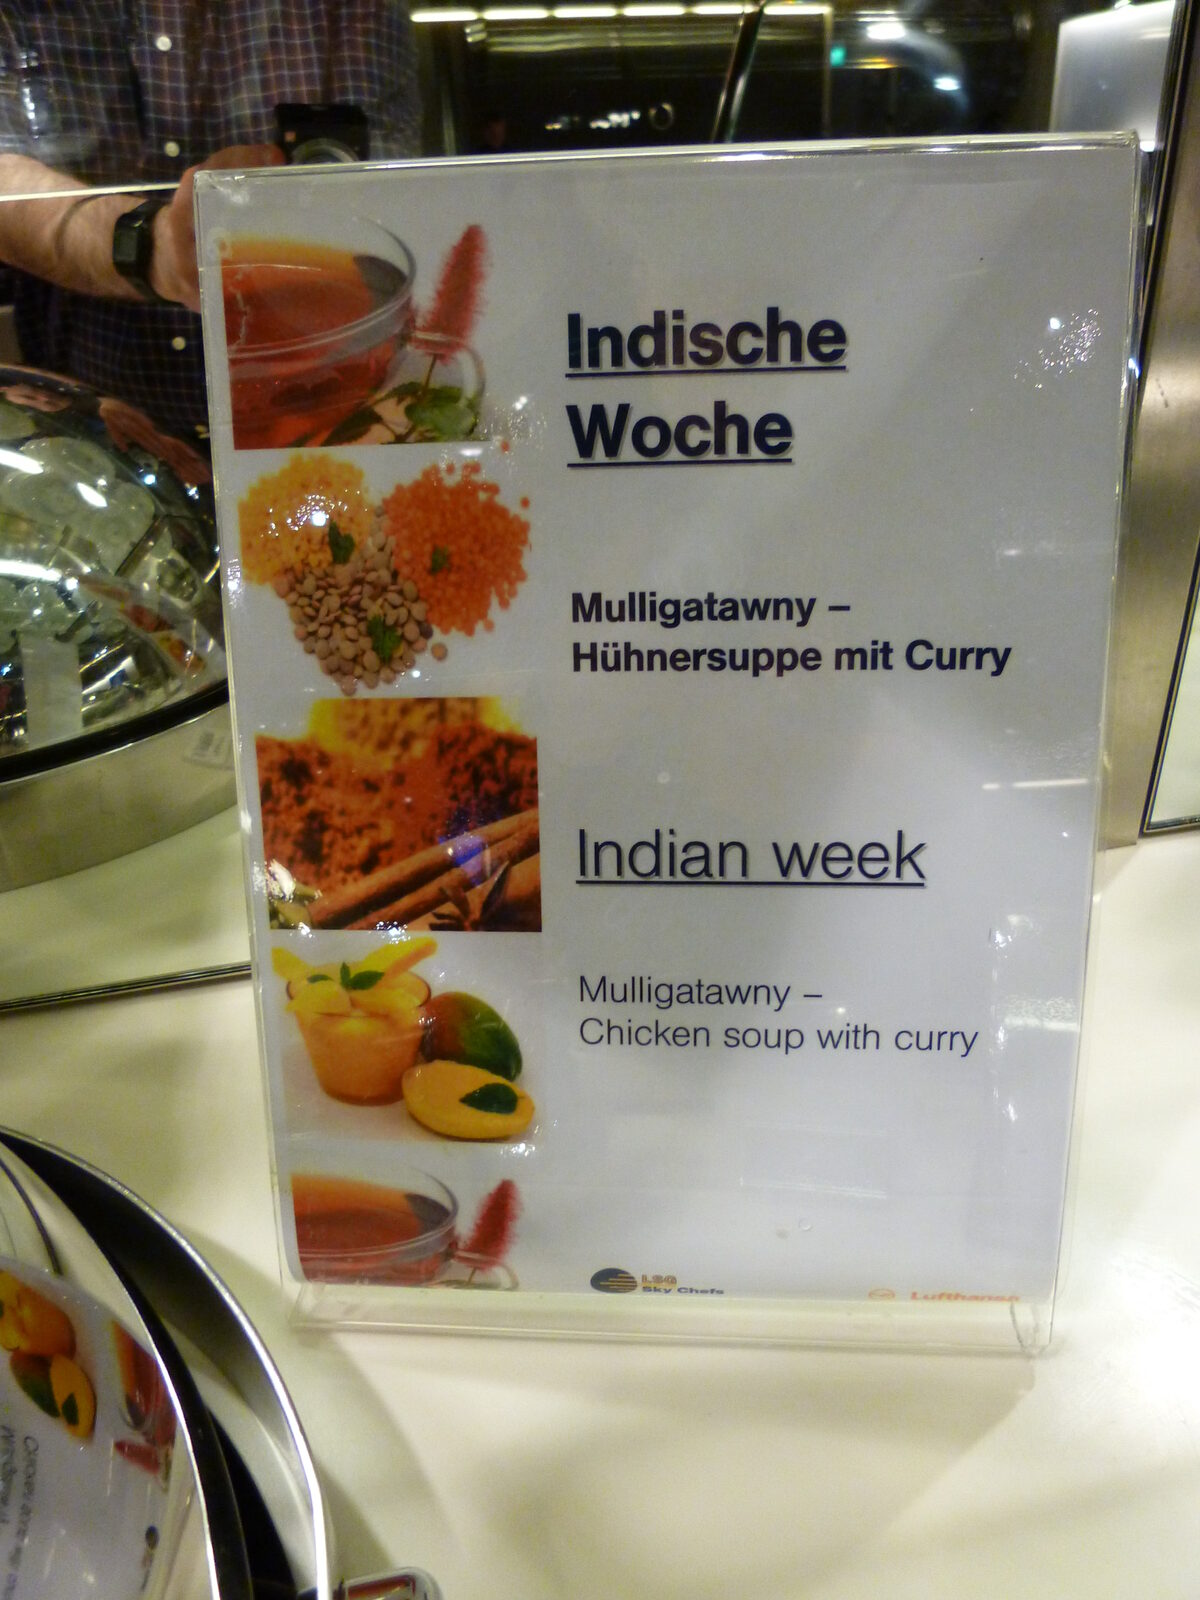 Indische
Woche
Mulligatawny –
Hühnersuppe mit Curry
Indian week
Mulligatawny –
Chicken soup with curry
LSG
Sky Chefs
Lufthansa